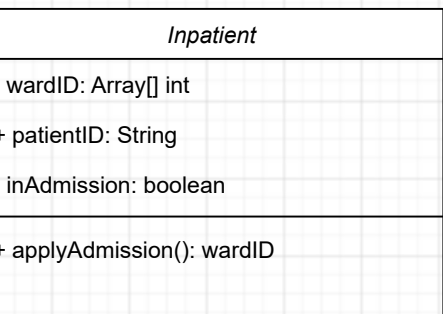 Inpatient
wardID: Array[] int
+ patientID: String
inAdmission: boolean
+ applyAdmission(): wardID